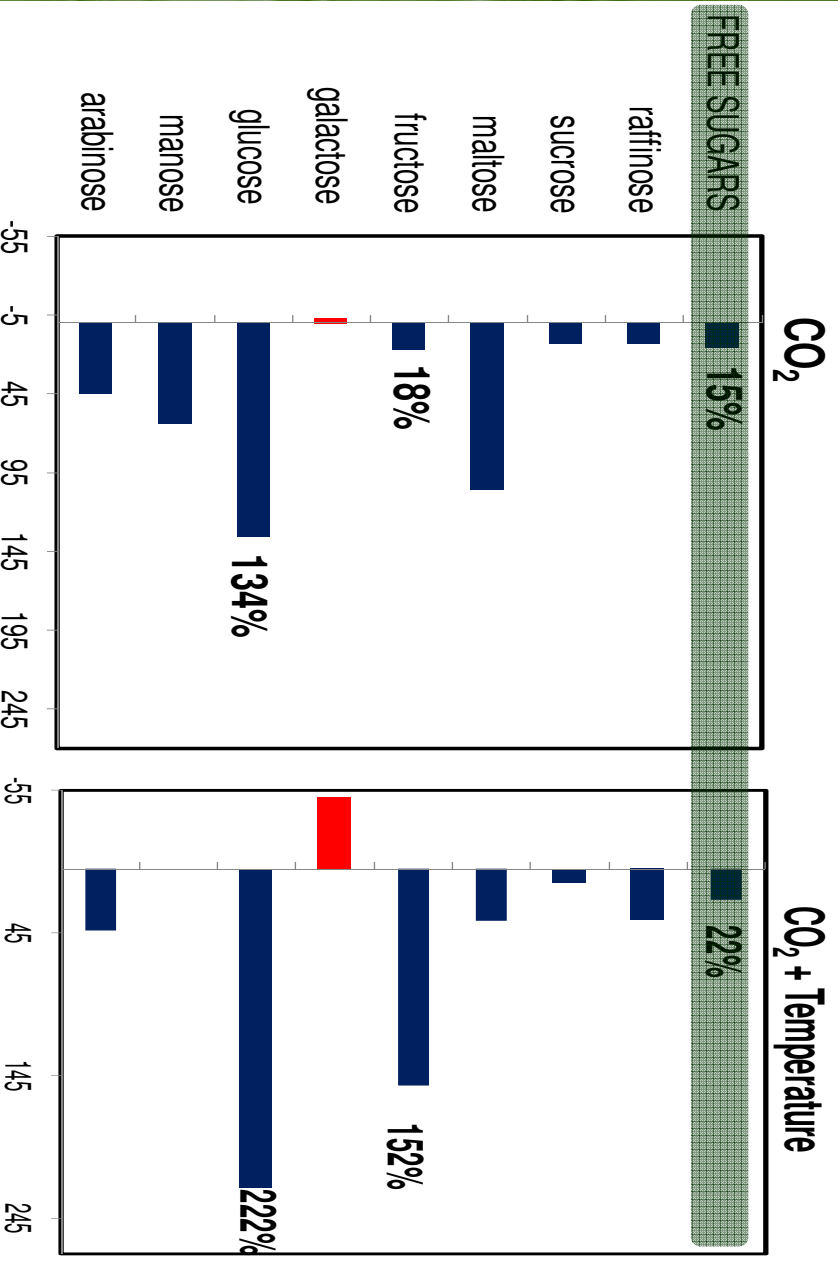 CO₂
CO₂ + Temperature
FREE SUGARS 15% 22%
raffinose
sucrose
maltose
fructose 18% 152%
galactose
glucose 134% 222%
manose
arabinose
-55 -5 45 95 145 195 245
-55 45 145 245